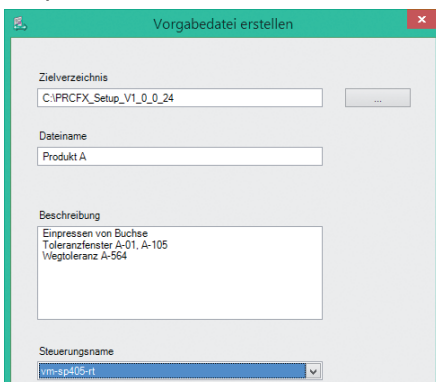 Vorgabedatei erstellen
Zielverzeichnis
C:\PRCFX_Setup_V1_0_0_24
...
Dateiname
Produkt A
Beschreibung
Einpressen von Buchse
Toleranzfenster A-01, A-105
Wegtoleranz A-564
Steuerungsname
vm-sp405-rt